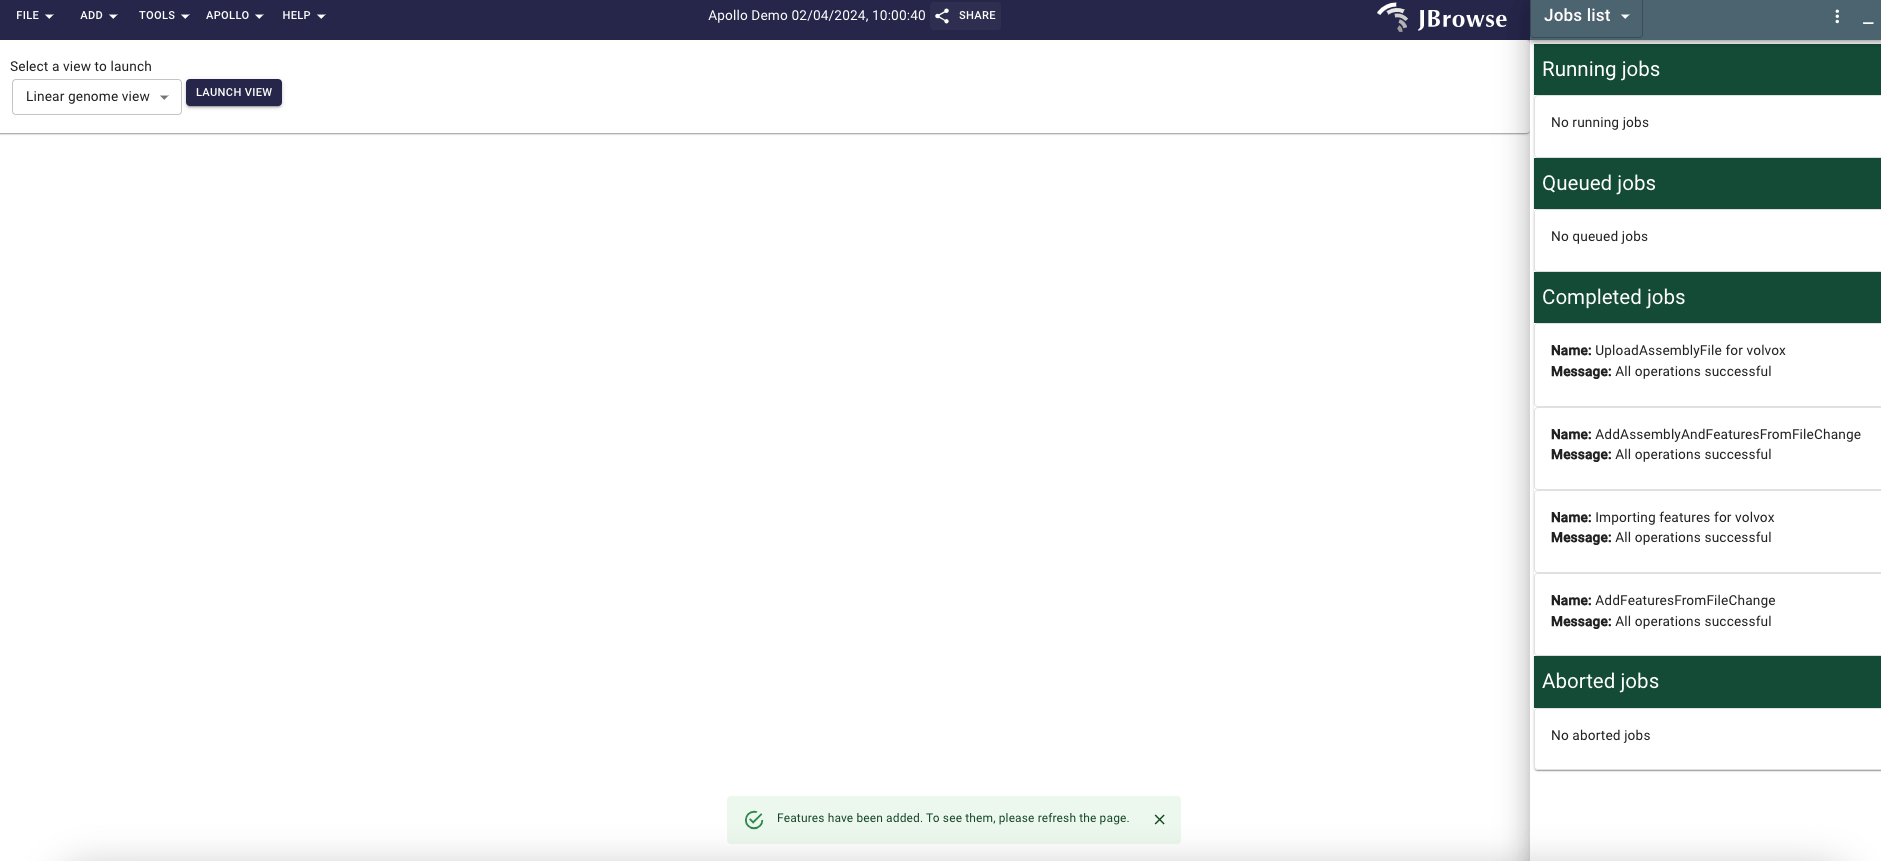 FILE ADD TOOLS APOLLO HELP Apollo Demo 02/04/2024, 10:00:40 SHARE JBrowse Jobs list
Select a view to launch
Linear genome view LAUNCH VIEW
Running jobs
No running jobs
Queued jobs
No queued jobs
Completed jobs
Name: UploadAssemblyFile for volvox
Message: All operations successful
Name: AddAssemblyAndFeaturesFromFileChange
Message: All operations successful
Name: Importing features for volvox
Message: All operations successful
Name: AddFeaturesFromFileChange
Message: All operations successful
Aborted jobs
No aborted jobs
Features have been added. To see them, please refresh the page.